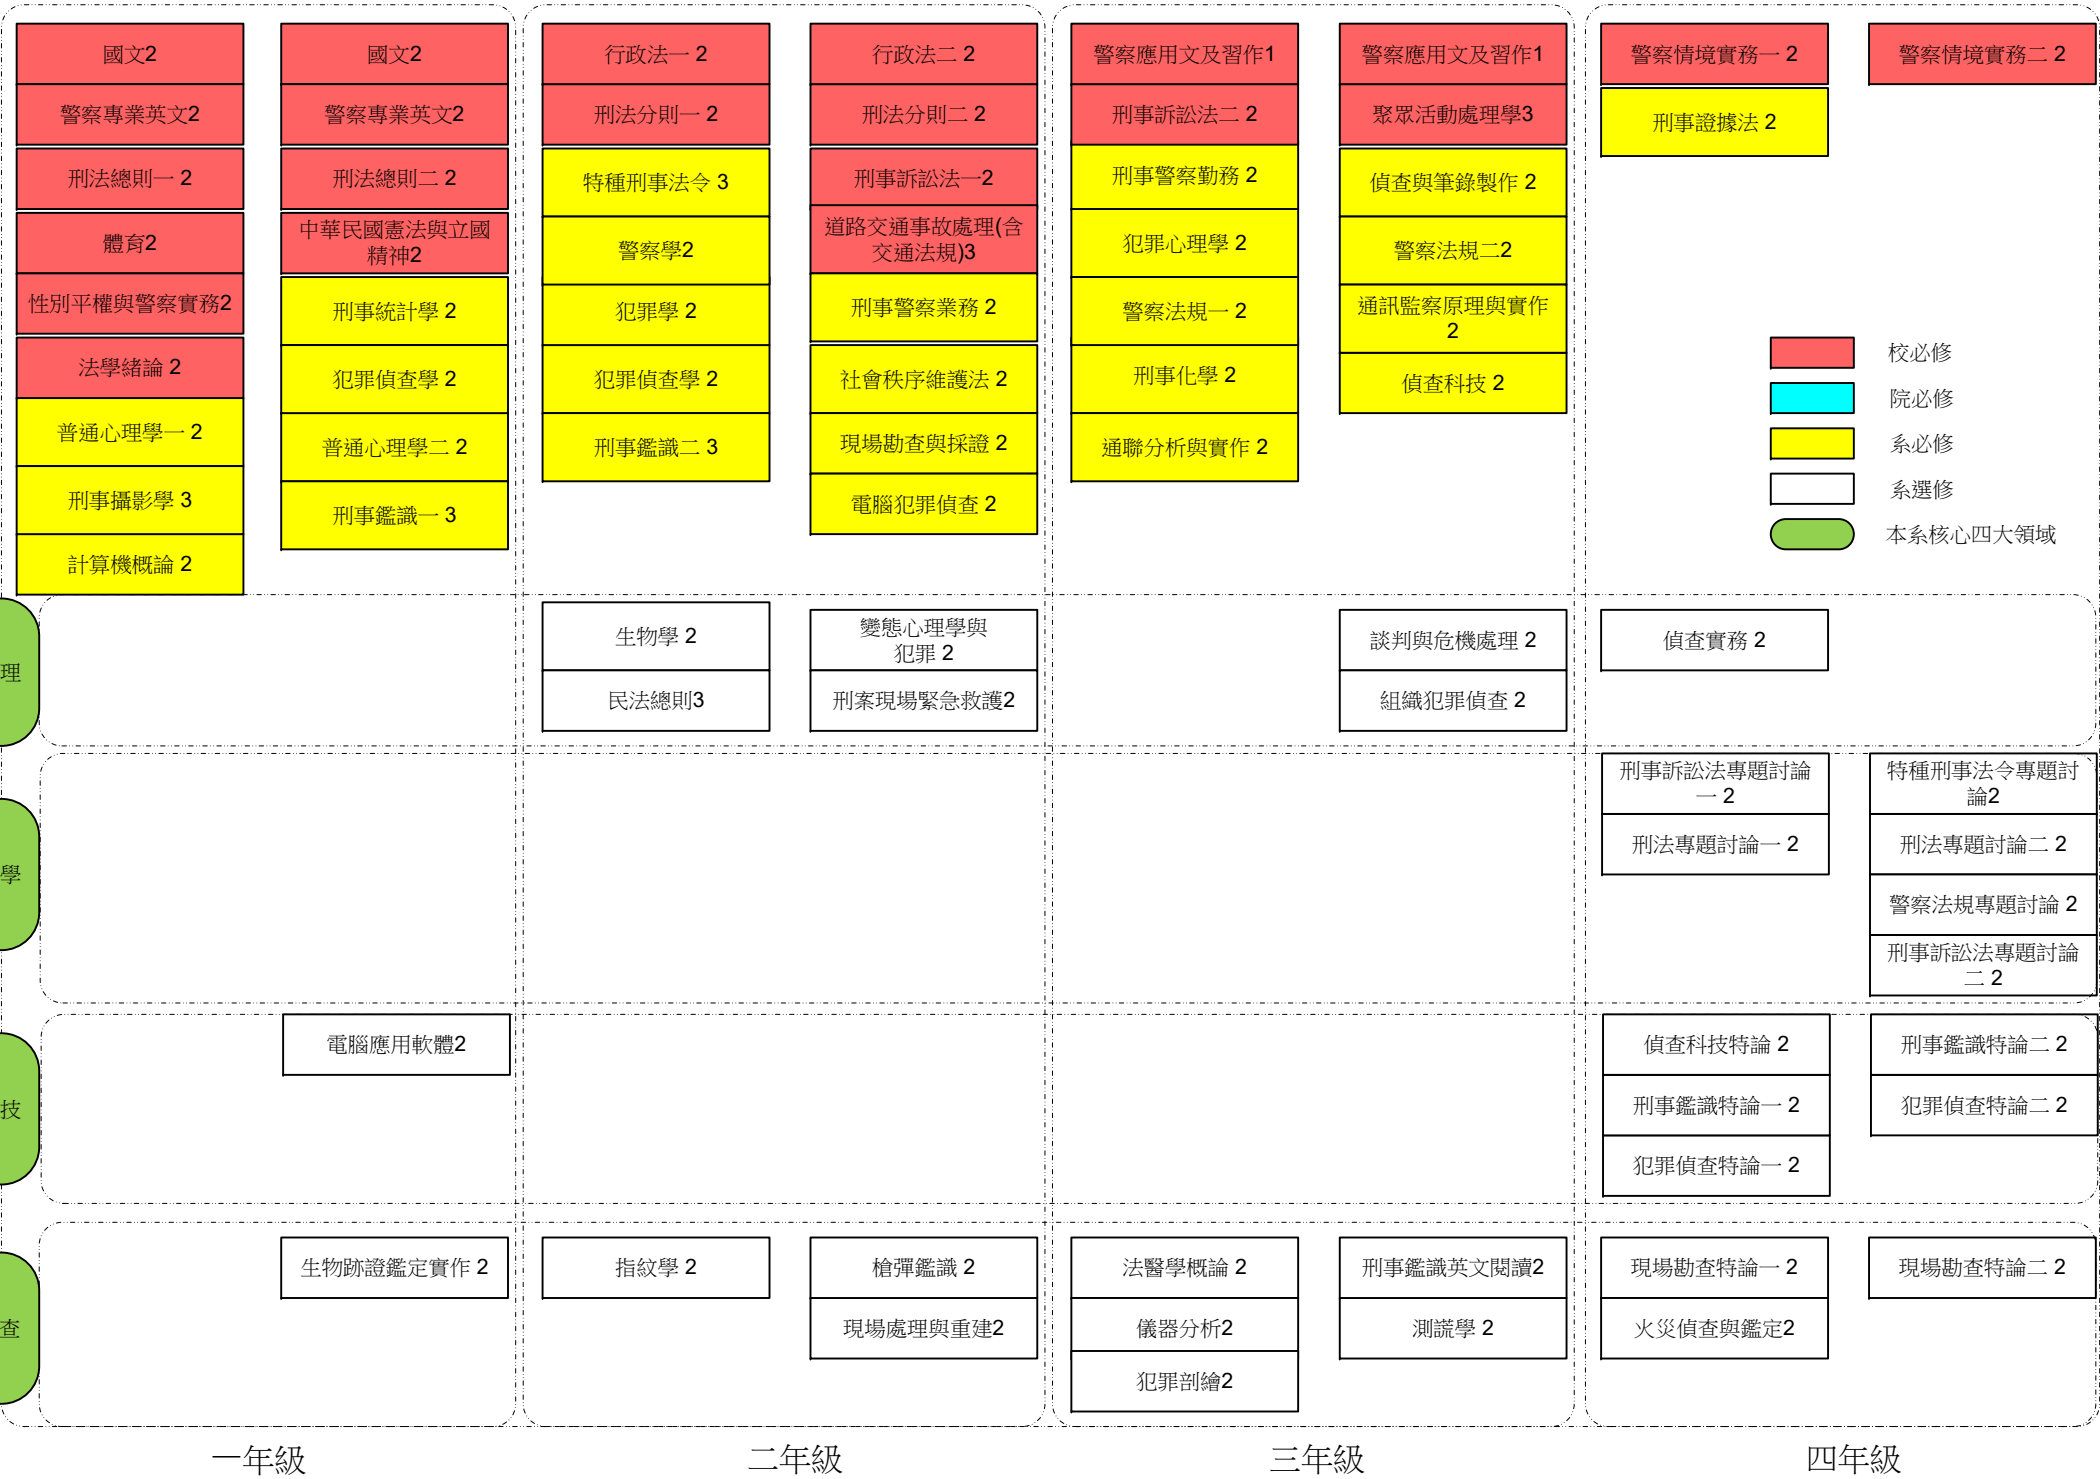 國文2
警察專業英文2
刑法總則一 2
體育2
性別平權與警察實務2
法學緒論 2
普通心理學一 2
刑事攝影學 3
計算機概論 2
國文2
警察專業英文2
刑法總則二 2
中華民國憲法與立國
精神2
刑事統計學 2
犯罪偵查學 2
普通心理學二 2
刑事鑑識一 3
行政法一 2
刑法分則一 2
特種刑事法令 3
警察學2
犯罪學 2
犯罪偵查學 2
刑事鑑識二 3
行政法二 2
刑法分則二 2
刑事訴訟法一2
道路交通事故處理(含
交通法規)3
刑事警察業務 2
社會秩序維護法 2
現場勘查與採證 2
電腦犯罪偵查 2
警察應用文及習作1
刑事訴訟法二 2
刑事警察勤務 2
犯罪心理學 2
警察法規一 2
刑事化學 2
通聯分析與實作 2
警察應用文及習作1
聚眾活動處理學3
偵查與筆錄製作 2
警察法規二2
通訊監察原理與實作
2
偵查科技 2
警察情境實務一 2
刑事證據法 2
警察情境實務二 2
校必修
院必修
系必修
系選修
本系核心四大領域
理
生物學 2
民法總則3
變態心理學與
犯罪 2
刑案現場緊急救護2
談判與危機處理 2
組織犯罪偵查 2
偵查實務 2
學
刑事訴訟法專題討論
一 2
刑法專題討論一 2
特種刑事法令專題討
論2
刑法專題討論二 2
警察法規專題討論 2
刑事訴訟法專題討論
二 2
技
電腦應用軟體2
偵查科技特論 2
刑事鑑識特論一 2
犯罪偵查特論一 2
刑事鑑識特論二 2
犯罪偵查特論二 2
查
生物跡證鑑定實作 2
指紋學 2
槍彈鑑識 2
現場處理與重建2
法醫學概論 2
儀器分析2
犯罪剖繪2
刑事鑑識英文閱讀2
測謊學 2
現場勘查特論一 2
火災偵查與鑑定2
現場勘查特論二 2
一年級
二年級
三年級
四年級